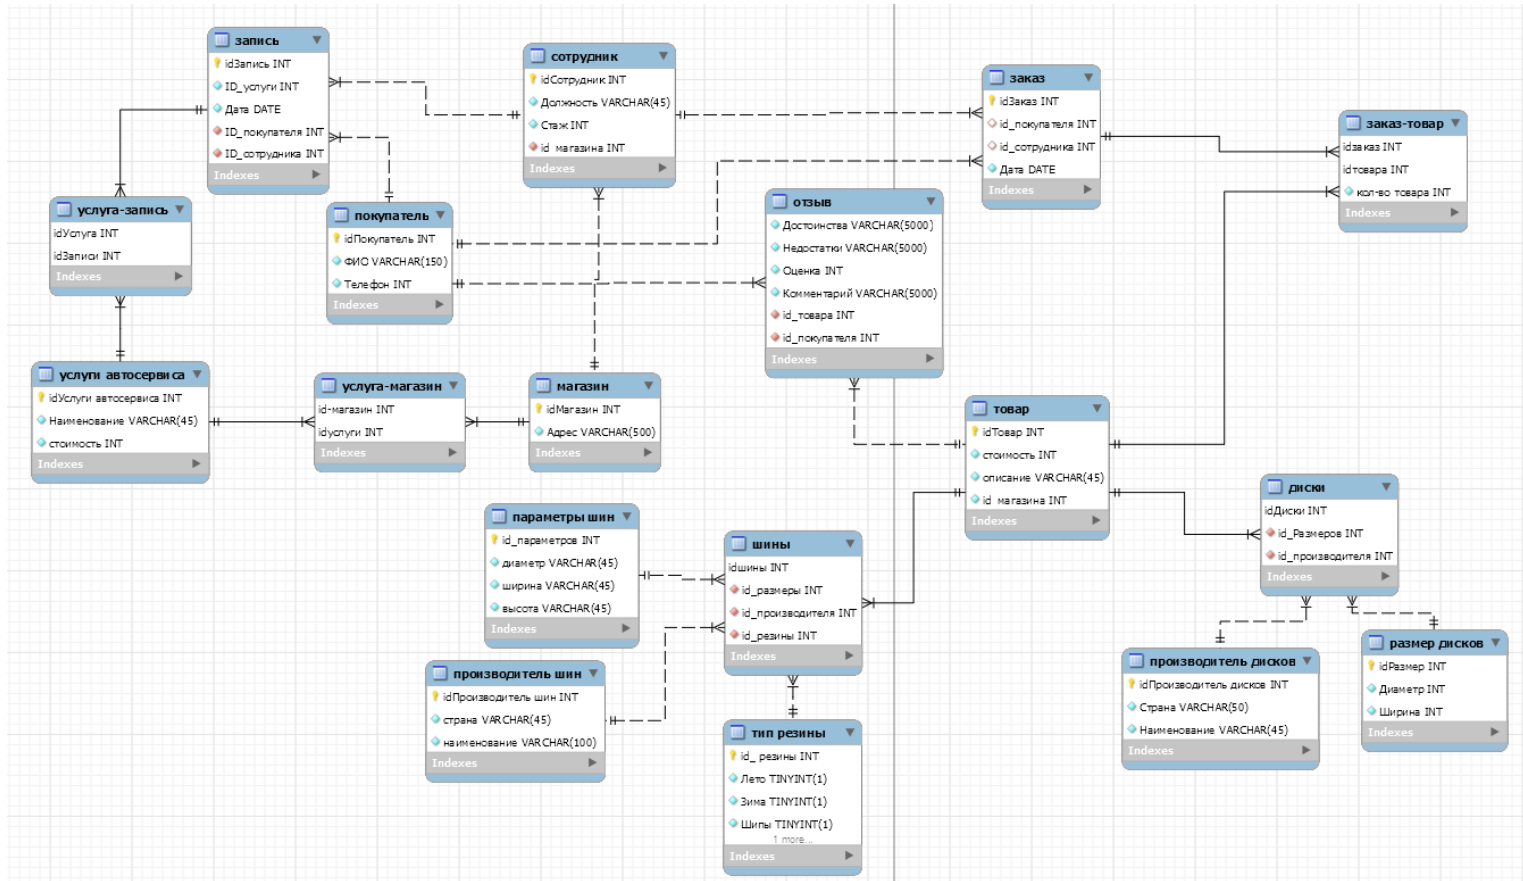 запись
idЗапись INT
ID_услуги INT
Дата DATE
ID_покупателя INT
ID_сотрудника INT
Indexes
сотрудник
idСотрудник INT
Должность VARCHAR(45)
Стаж INT
id_магазина INT
Indexes
заказ
idЗаказ INT
id_покупателя INT
id_сотрудника INT
Дата DATE
Indexes
заказ-товар
idзаказ INT
idтовара INT
кол-во товара INT
Indexes
услуга-запись
idУслуга INT
idЗаписи INT
Indexes
покупатель
idПокупатель INT
ФИО VARCHAR(150)
Телефон INT
Indexes
отзыв
Достоинства VARCHAR(5000)
Недостатки VARCHAR(5000)
Оценка INT
Комментарий VARCHAR(5000)
id_товара INT
id_покупателя INT
Indexes
услуги автосервиса
idУслуги автосервиса INT
Наименование VARCHAR(45)
стоимость INT
Indexes
услуга-магазин
id-магазин INT
idуслуги INT
Indexes
магазин
idМагазин INT
Адрес VARCHAR(500)
Indexes
товар
idТовар INT
стоимость INT
описание VARCHAR(45)
id_магазина INT
Indexes
диски
idДиски INT
id_Размеров INT
id_производителя INT
Indexes
параметры шин
id_параметров INT
диаметр VARCHAR(45)
ширина VARCHAR(45)
высота VARCHAR(45)
Indexes
шины
idшины INT
id_размеры INT
id_производителя INT
id_резины INT
Indexes
производитель шин
idПроизводитель шин INT
страна VARCHAR(45)
наименование VARCHAR(100)
Indexes
тип резины
id_ резины INT
Лето TINYINT(1)
Зима TINYINT(1)
Шипы TINYINT(1)
1 more...
Indexes
производитель дисков
idПроизводитель дисков INT
Страна VARCHAR(50)
Наименование VARCHAR(45)
Indexes
размер дисков
idРазмер INT
Диаметр INT
Ширина INT
Indexes